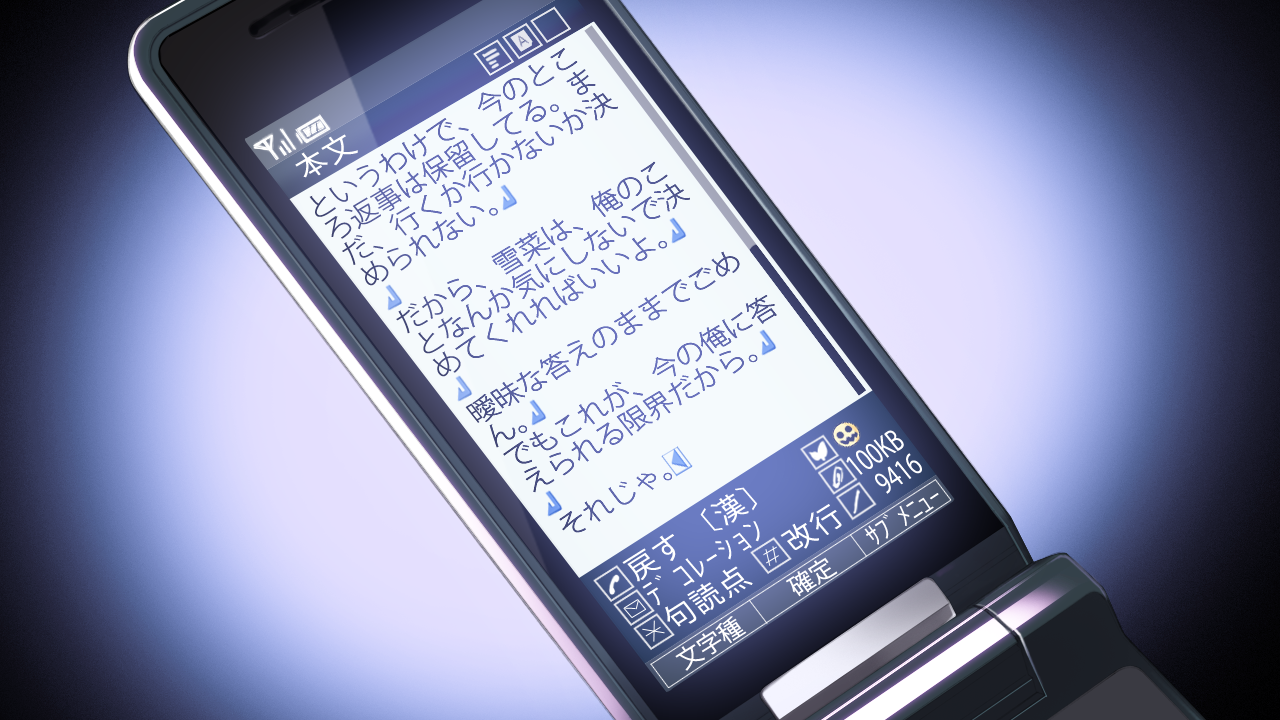 本文
というわけで、今のとこ
ろ返事は保留してる。ま
だ、行くか行かないか決
められない。
だから、雪菜は、俺のこ
となんか気にしないで決
めてくれればいいよ。
曖昧な答えのままでごめ
ん。
でもこれが、今の俺に答
えられる限界だから。
それじゃ。
戻す 〔漢〕 100KB
ﾃﾞｺﾚｰｼｮﾝ 9416
句読点 # 改行
文字種 確定 ｻﾌﾞﾒﾆｭｰ